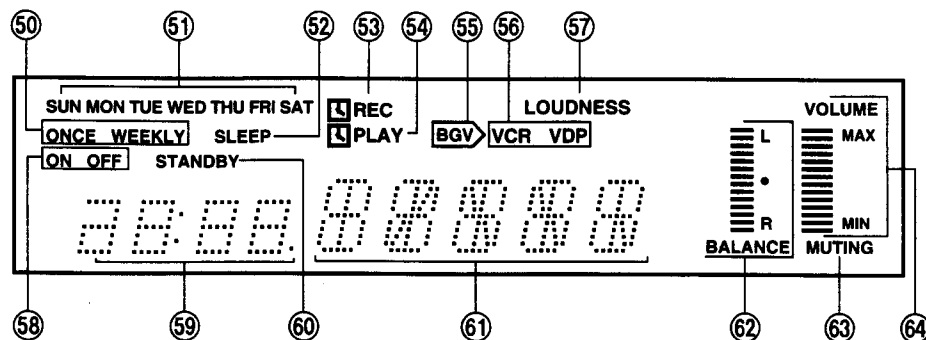 50 51 52 53 54 55 56 57
SUN MON TUE WED THU FRI SAT REC LOUDNESS VOLUME
ONCE WEEKLY SLEEP PLAY BGV VCR VDP L MAX
ON OFF STANDBY
R MIN
BALANCE MUTING
58 59 60 61 62 63 64